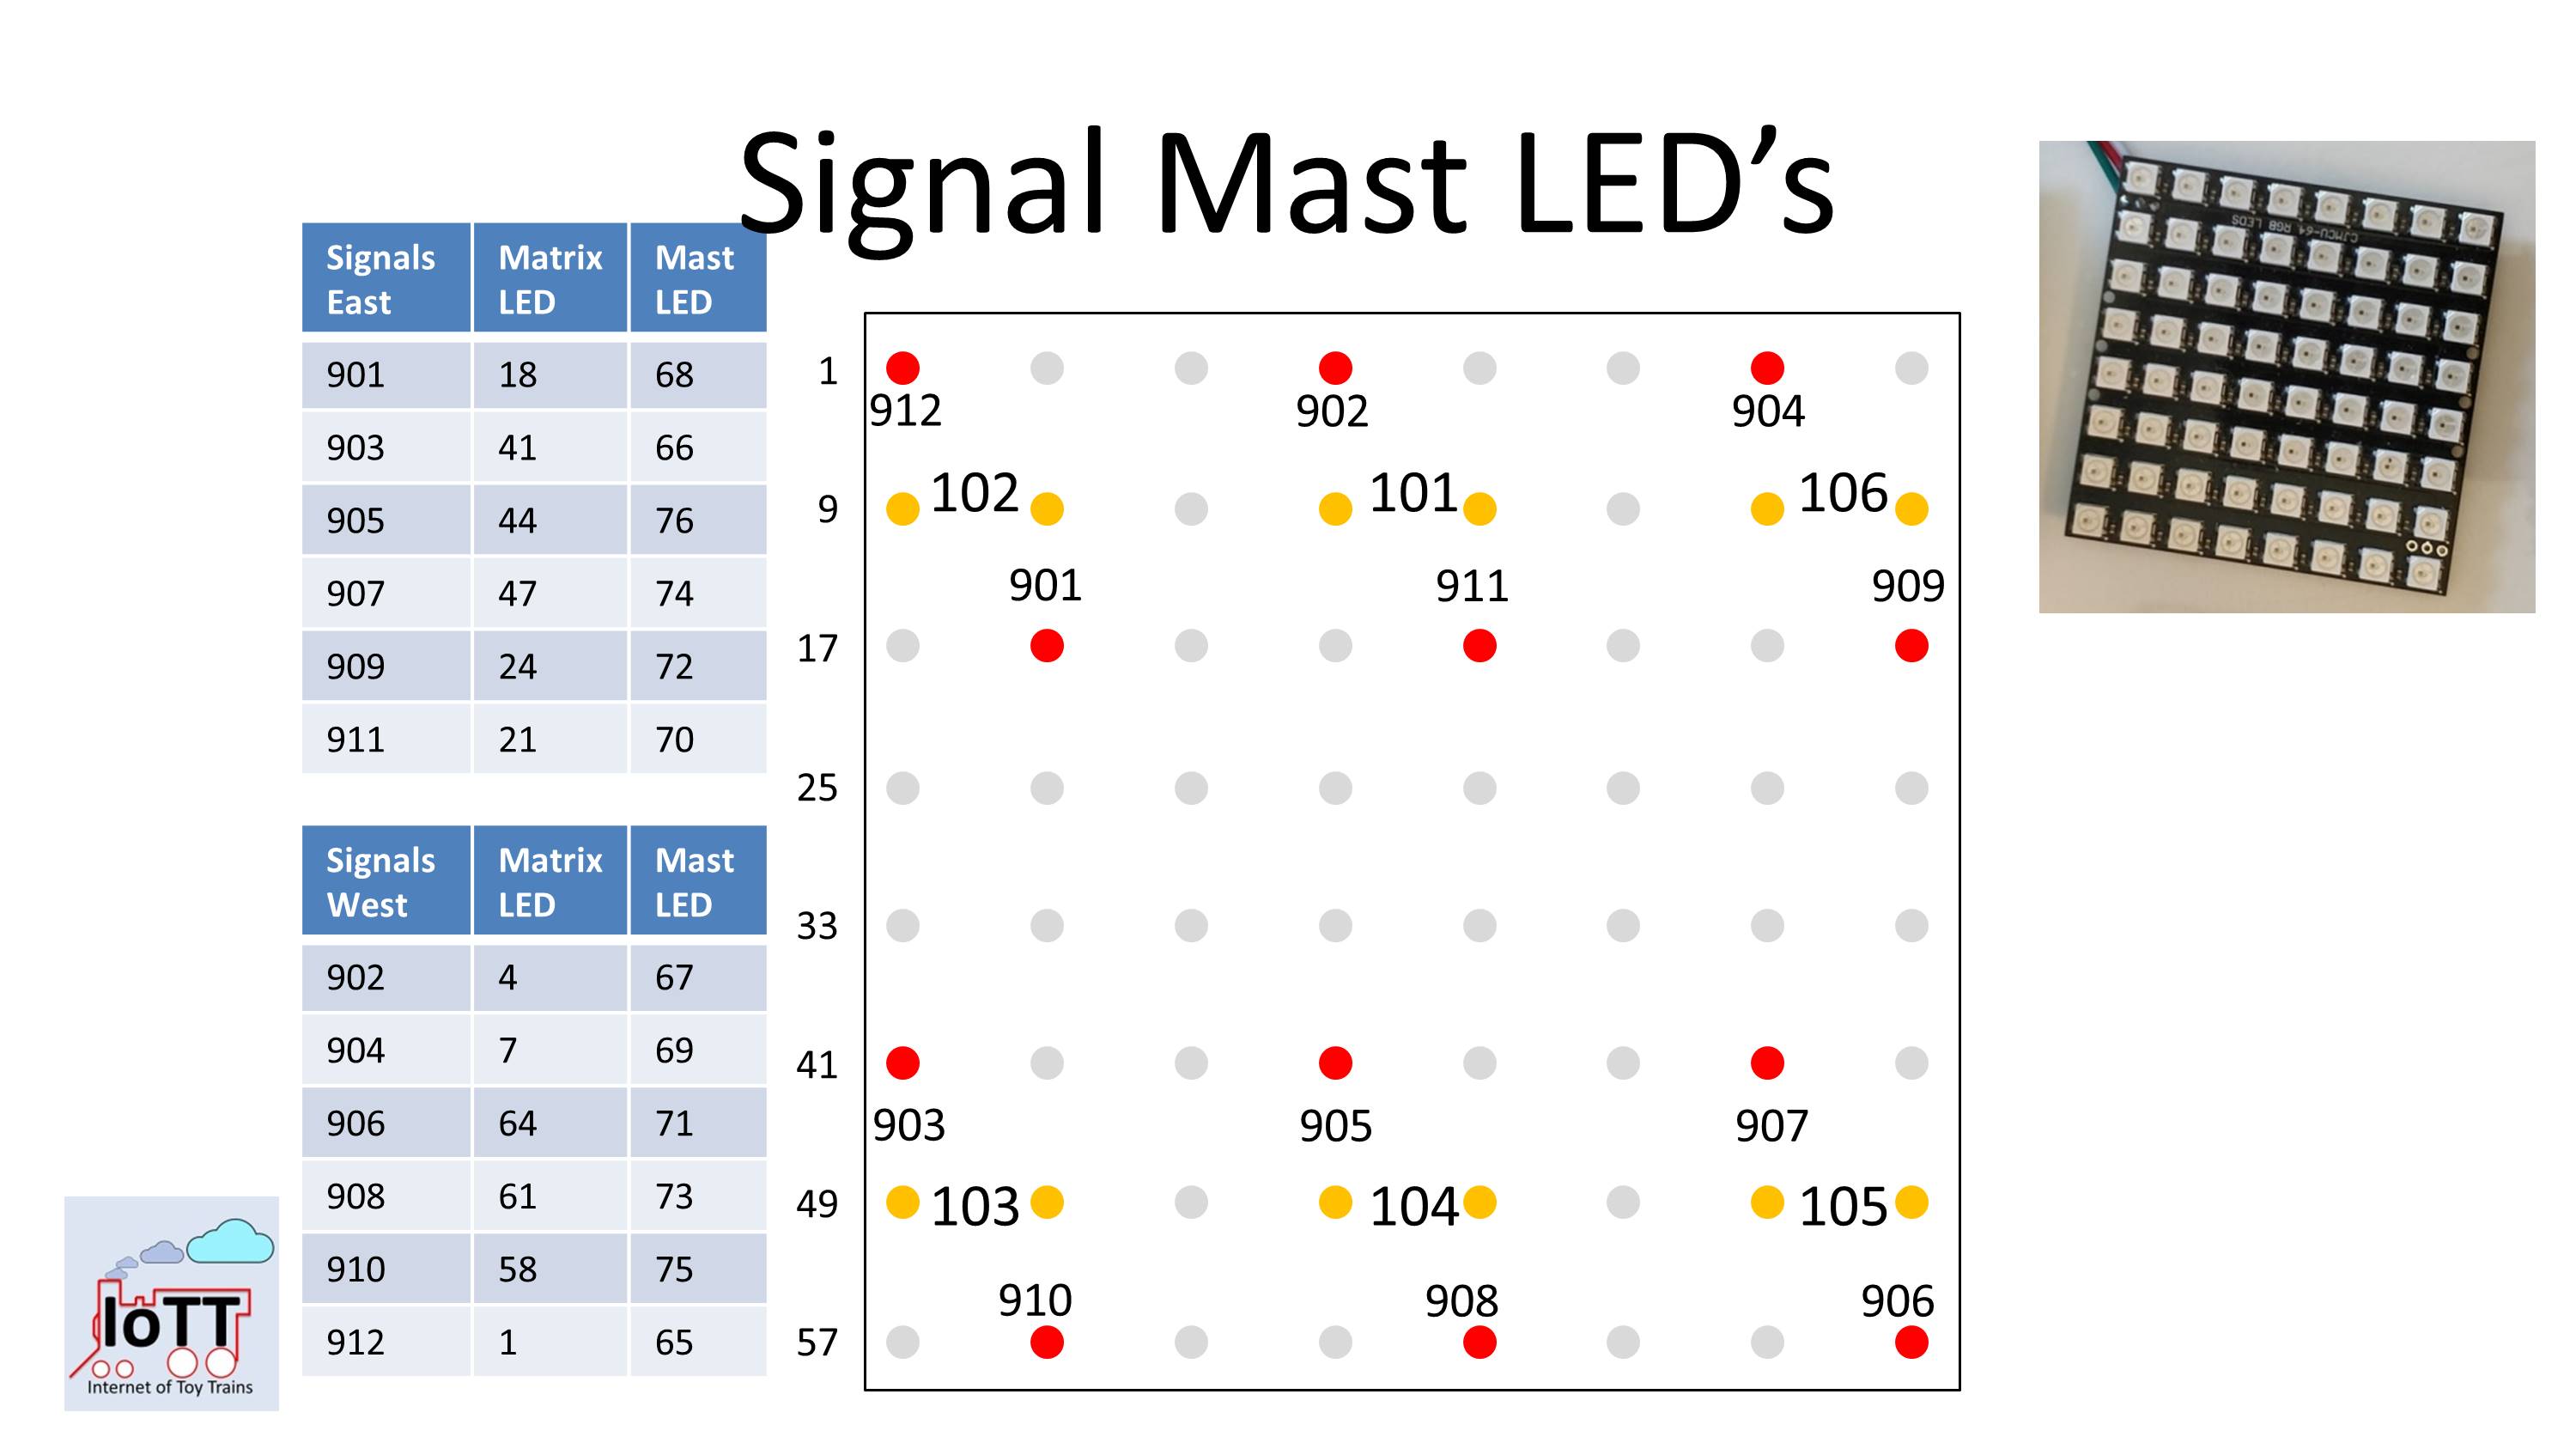 Signal Mast LED’s
Signals East Matrix LED Mast LED
901 18 68
903 41 66
905 44 76
907 47 74
909 24 72
911 21 70
Signals West Matrix LED Mast LED
902 4 67
904 7 69
906 64 71
908 61 73
910 58 75
912 1 65
1
912 902 904
9 102 101 106
901 911 909
17
25
33
41
903 905 907
49 103 104 105
910 908 906
57
CJMCU-64 RGB LEDS
IoTT
Internet of Toy Trains